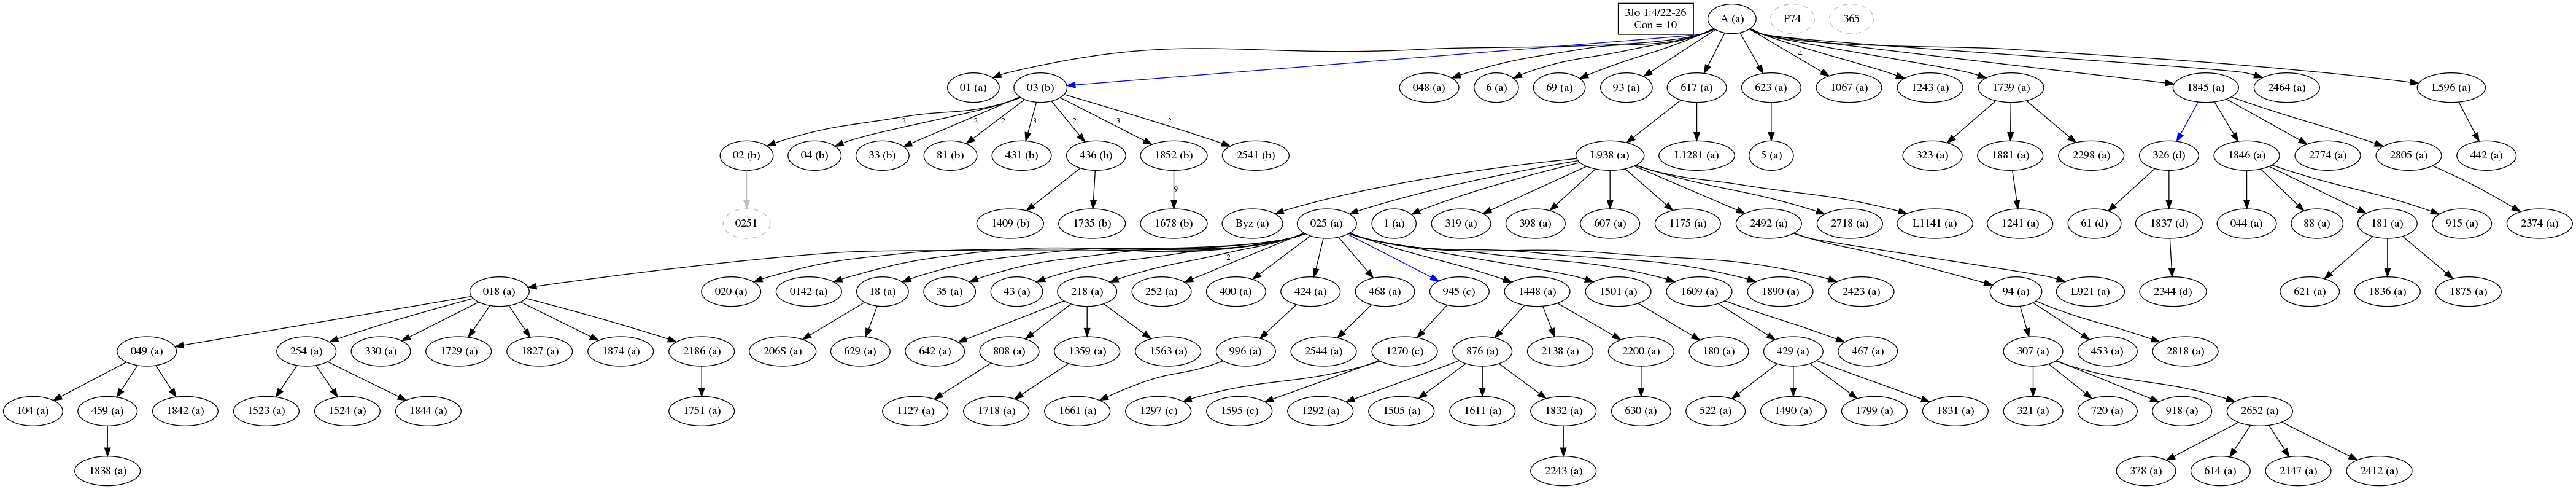 3Jo 1:4/22-26
Con = 10
A (a)
P74
365
4
01 (a)
03 (b)
048 (a)
6 (a)
69 (a)
93 (a)
617 (a)
623 (a)
1067 (a)
1243 (a)
1739 (a)
1845 (a)
2464 (a)
L596 (a)
2
2
2
3
2
3
2
02 (b)
04 (b)
33 (b)
81 (b)
431 (b)
436 (b)
1852 (b)
2541 (b)
L938 (a)
L1281 (a)
5 (a)
323 (a)
1881 (a)
2298 (a)
326 (d)
1846 (a)
2774 (a)
2805 (a)
442 (a)
9
0251
1409 (b)
1735 (b)
1678 (b)
Byz (a)
025 (a)
1 (a)
319 (a)
398 (a)
607 (a)
1175 (a)
2492 (a)
2718 (a)
L1141 (a)
1241 (a)
61 (d)
1837 (d)
044 (a)
88 (a)
181 (a)
915 (a)
2374 (a)
2
018 (a)
020 (a)
0142 (a)
18 (a)
35 (a)
43 (a)
218 (a)
252 (a)
400 (a)
424 (a)
468 (a)
945 (c)
1448 (a)
1501 (a)
1609 (a)
1890 (a)
2423 (a)
94 (a)
L921 (a)
2344 (d)
621 (a)
1836 (a)
1875 (a)
049 (a)
254 (a)
330 (a)
1729 (a)
1827 (a)
1874 (a)
2186 (a)
206S (a)
629 (a)
642 (a)
808 (a)
1359 (a)
1563 (a)
996 (a)
2544 (a)
1270 (c)
876 (a)
2138 (a)
2200 (a)
180 (a)
429 (a)
467 (a)
307 (a)
453 (a)
2818 (a)
104 (a)
459 (a)
1842 (a)
1523 (a)
1524 (a)
1844 (a)
1751 (a)
1127 (a)
1718 (a)
1661 (a)
1297 (c)
1595 (c)
1292 (a)
1505 (a)
1611 (a)
1832 (a)
630 (a)
522 (a)
1490 (a)
1799 (a)
1831 (a)
321 (a)
720 (a)
918 (a)
2652 (a)
1838 (a)
2243 (a)
378 (a)
614 (a)
2147 (a)
2412 (a)